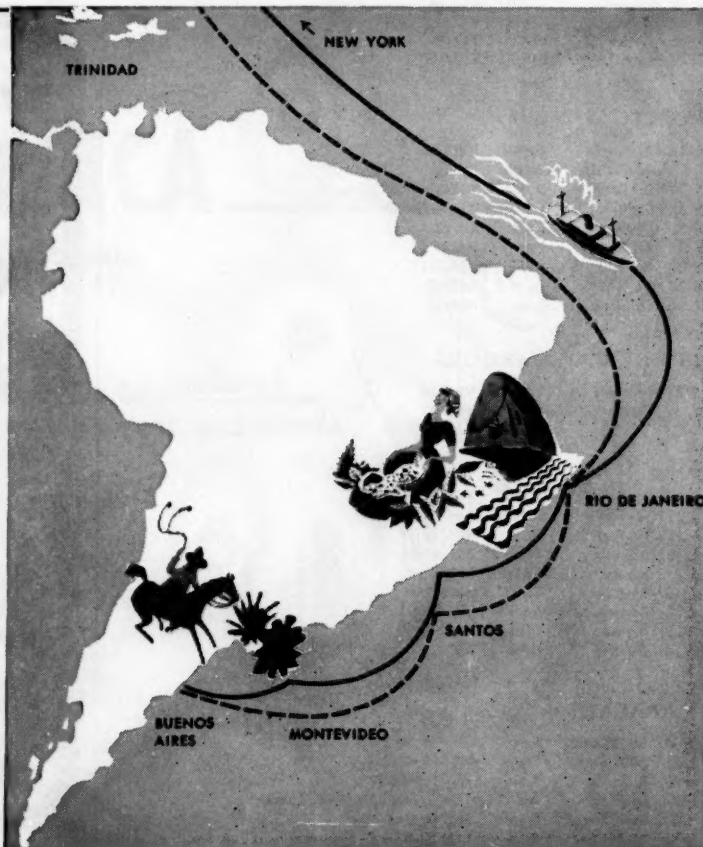 NEW YORK
TRINIDAD
RIO DE JANEIRO
SANTOS
BUENOS
AIRES
MONTEVIDEO